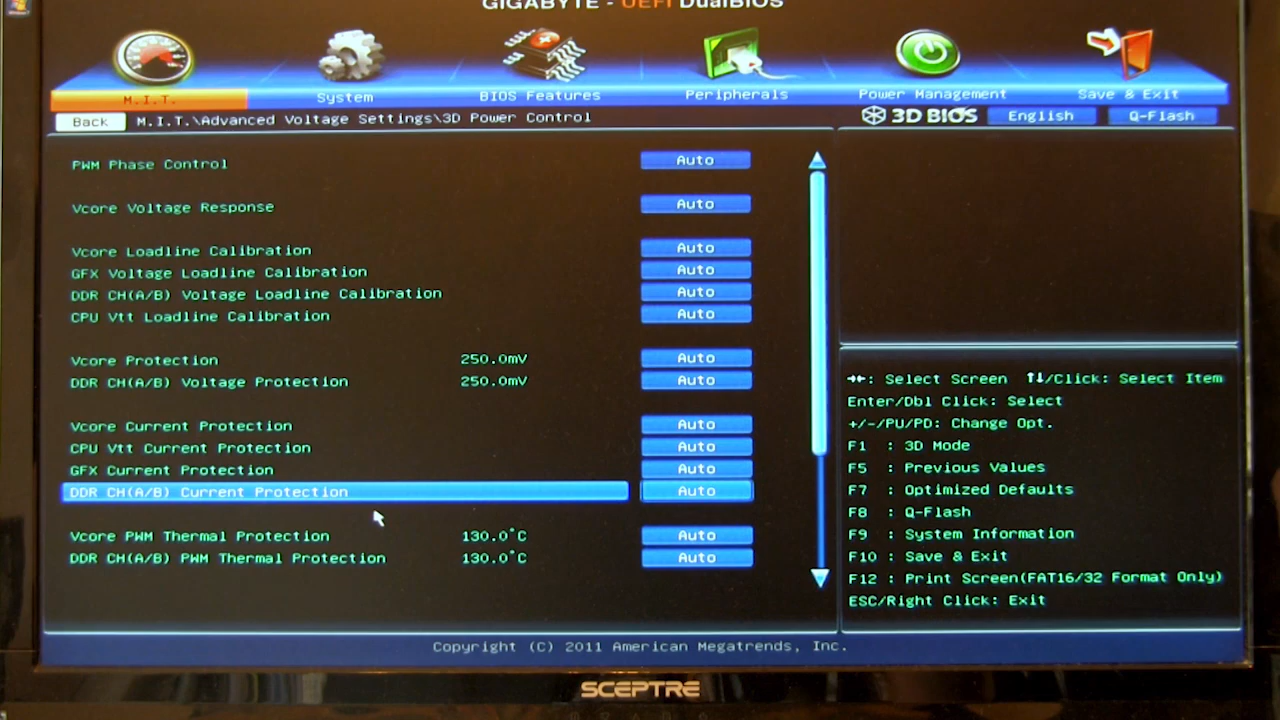 GIGABYTE - UEFI DualBIOS
M.I.T. System BIOS Features Peripherals Power Management Save & Exit
Back M.I.T.\Advanced Voltage Settings\3D Power Control 3D BIOS English Q-Flash
PWM Phase Control Auto
Vcore Voltage Response Auto
Vcore Loadline Calibration Auto
GFX Voltage Loadline Calibration Auto
DDR CH(A/B) Voltage Loadline Calibration Auto
CPU Vtt Loadline Calibration Auto
Vcore Protection 250.0mV Auto
DDR CH(A/B) Voltage Protection 250.0mV Auto
Vcore Current Protection Auto
CPU Vtt Current Protection Auto
GFX Current Protection Auto
DDR CH(A/B) Current Protection Auto
Vcore PWM Thermal Protection 130.0°C Auto
DDR CH(A/B) PWM Thermal Protection 130.0°C Auto
→←: Select Screen ↑↓/Click: Select Item
Enter/Dbl Click: Select
+/-/PU/PD: Change Opt.
F1 : 3D Mode
F5 : Previous Values
F7 : Optimized Defaults
F8 : Q-Flash
F9 : System Information
F10 : Save & Exit
F12 : Print Screen(FAT16/32 Format Only)
ESC/Right Click: Exit
Copyright (C) 2011 American Megatrends, Inc.
SCEPTRE